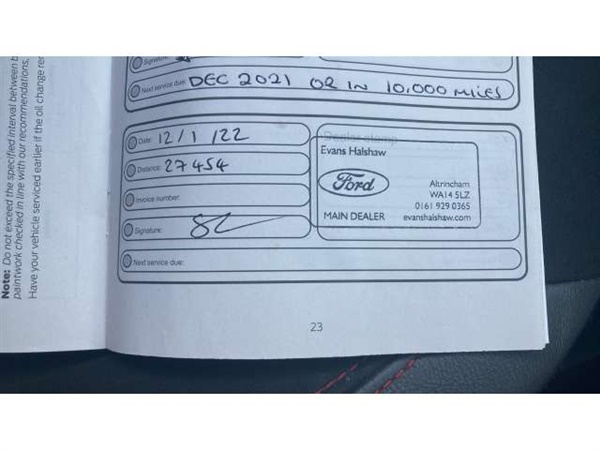 Signature:
Next service due: DEC 2021 OR IN 10,000 MILES
Date: 12/1/22
Distance: 27454
Invoice number:
Signature:
Next service due:
Dealer stamp
Evans Halshaw
Ford
MAIN DEALER
Altrincham
WA14 5LZ
0161 929 0365
evanshalshaw.com
23
Note: Do not exceed the specified interval between
paintwork checked in line with our recommendations,
Have your vehicle serviced earlier if the oil change